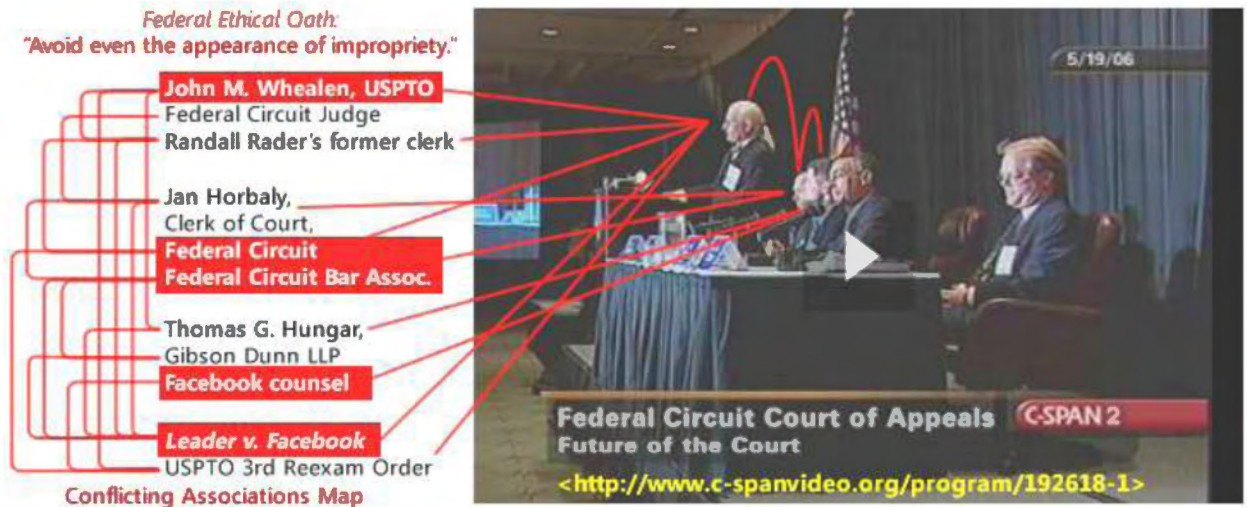 Federal Ethical Oath:
"Avoid even the appearance of impropriety."
John M. Whealen, USPTO
Federal Circuit Judge
Randall Rader's former clerk
Jan Horbaly,
Clerk of Court,
Federal Circuit
Federal Circuit Bar Assoc.
Thomas G. Hungar,
Gibson Dunn LLP
Facebook counsel
Leader v. Facebook
USPTO 3rd Reexam Order
Conflicting Associations Map
5/19/06
Federal Circuit Court of Appeals
C-SPAN 2
Future of the Court
<http://www.c-spanvideo.org/program/192618-1>